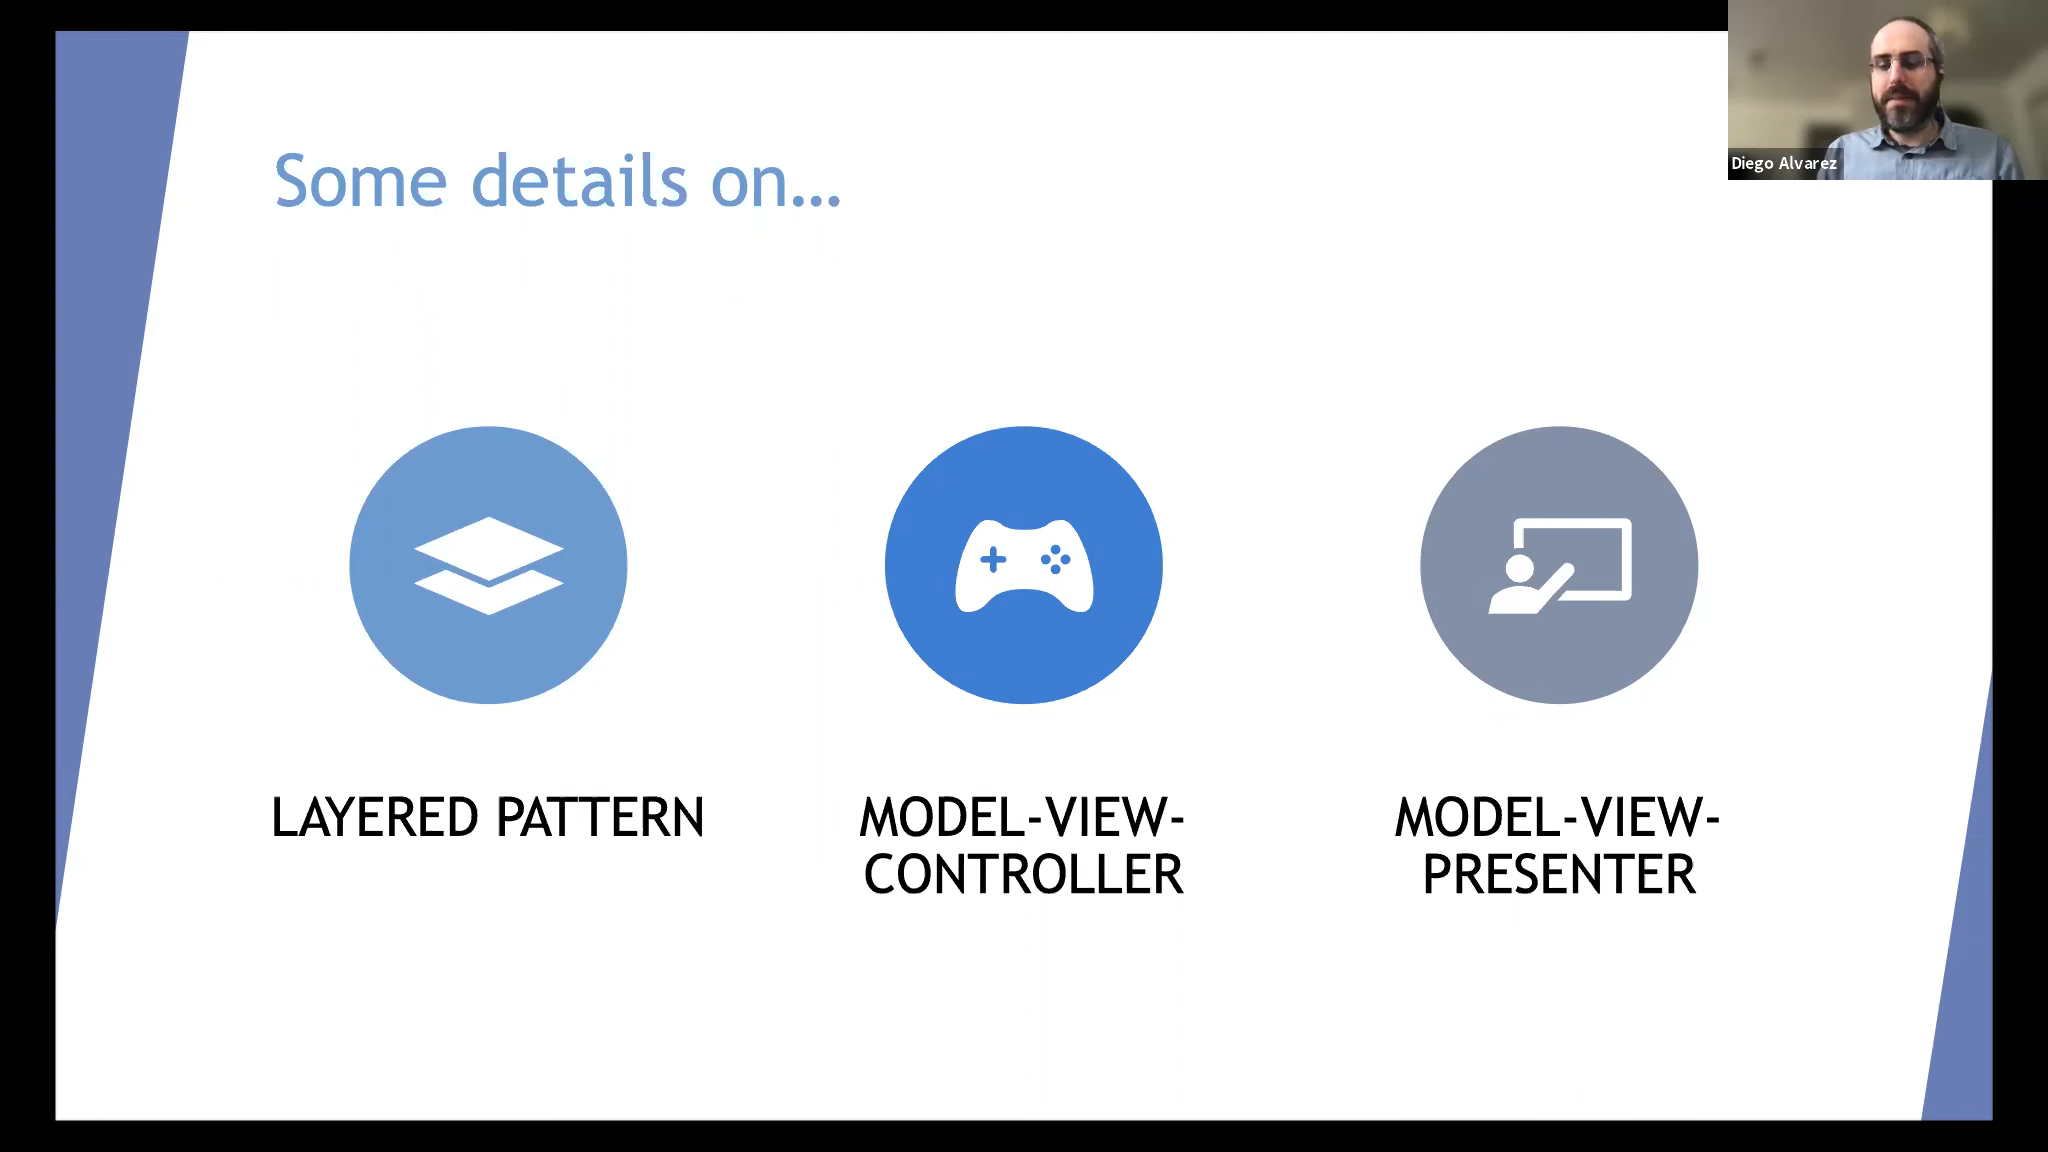 Some details on...
Diego Alvarez
LAYERED PATTERN
MODEL-VIEW-
CONTROLLER
MODEL-VIEW-
PRESENTER